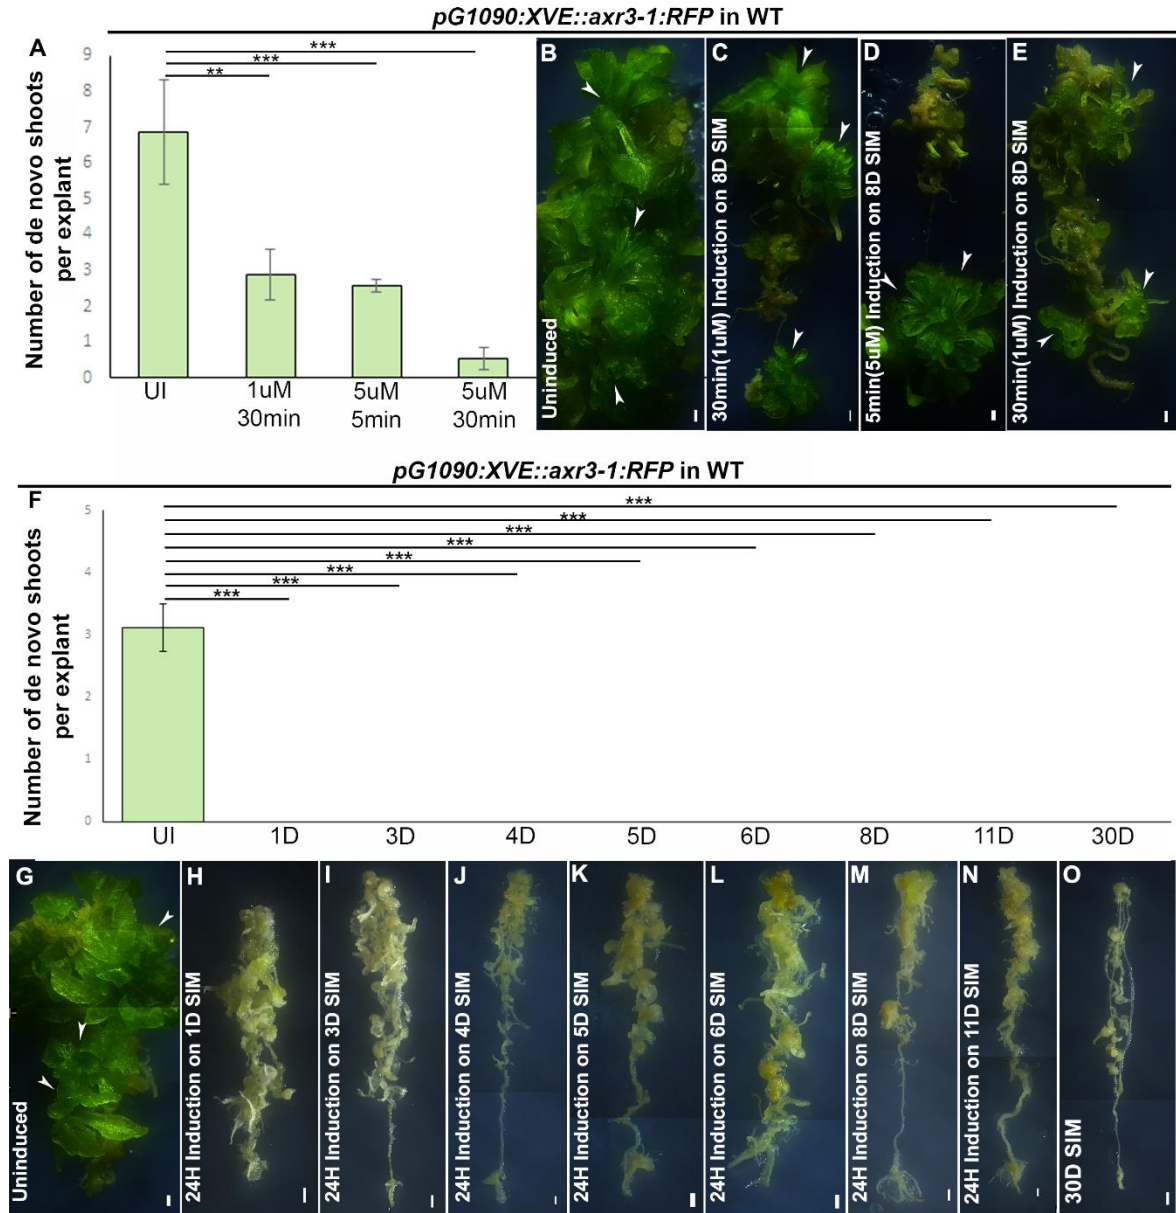 pG1090:XVE::axr3-1:RFP in WT
A
Number of de novo shoots
per explant
9
8
7
6
5
4
3
2
1
0
**
***
***
UI
1uM
30min
5uM
5min
5uM
30min
B
Uninduced
C
30min(1uM) Induction on 8D SIM
D
5min(5uM) Induction on 8D SIM
E
30min(1uM) Induction on 8D SIM
pG1090:XVE::axr3-1:RFP in WT
F
Number of de novo shoots
per explant
5
4
3
2
1
0
***
***
***
***
***
***
***
***
UI
1D
3D
4D
5D
6D
8D
11D
30D
G
Uninduced
H
24H Induction on 1D SIM
I
24H Induction on 3D SIM
J
24H Induction on 4D SIM
K
24H Induction on 5D SIM
L
24H Induction on 6D SIM
M
24H Induction on 8D SIM
N
24H Induction on 11D SIM
O
30D SIM